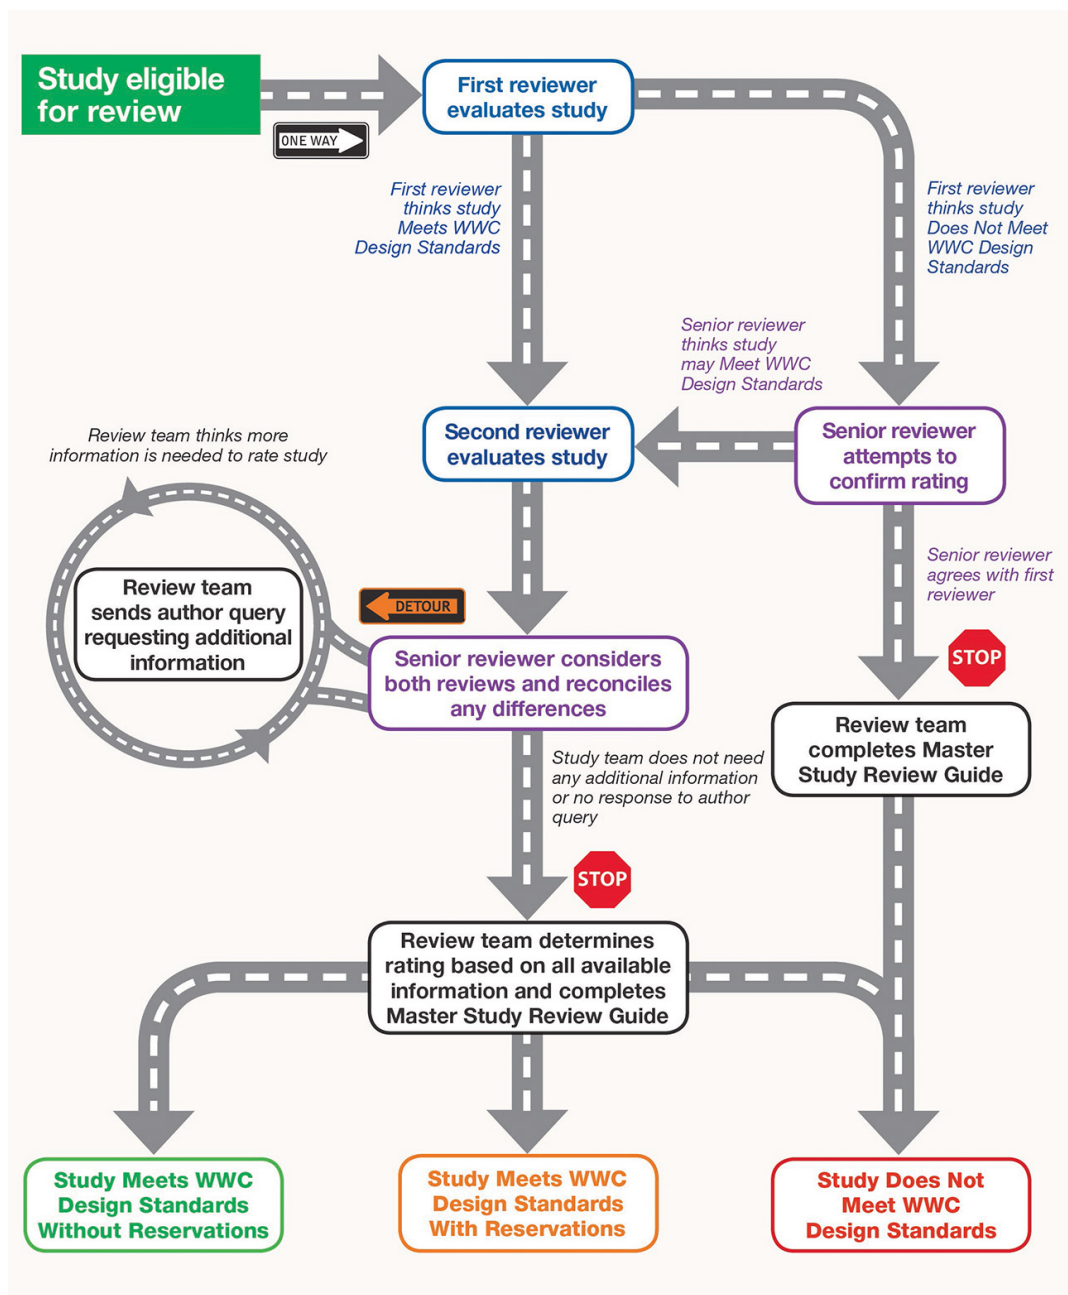 Study eligible
for review
ONE WAY
First reviewer
evaluates study
First reviewer
thinks study
Meets WWC
Design Standards
First reviewer
thinks study
Does Not Meet
WWC Design
Standards
Senior reviewer
thinks study
may Meet WWC
Design Standards
Second reviewer
evaluates study
Senior reviewer
attempts to
confirm rating
Review team thinks more
information is needed to rate study
Review team
sends author query
requesting additional
information
DETOUR
Senior reviewer
agrees with first
reviewer
STOP
Senior reviewer considers
both reviews and reconciles
any differences
Review team
completes Master
Study Review Guide
Study team does not need
any additional information
or no response to author
query
STOP
Review team determines
rating based on all available
information and completes
Master Study Review Guide
Study Meets WWC
Design Standards
Without Reservations
Study Meets WWC
Design Standards
With Reservations
Study Does Not
Meet WWC
Design Standards